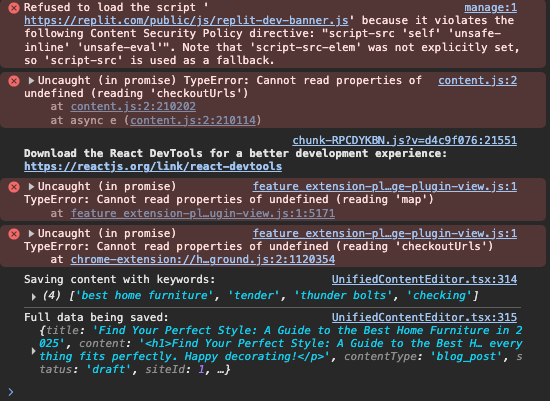 Refused to load the script ' manage:1
https://replit.com/public/js/replit-dev-banner.js' because it violates the
following Content Security Policy directive: "script-src 'self' 'unsafe-
inline' 'unsafe-eval'". Note that 'script-src-elem' was not explicitly set,
so 'script-src' is used as a fallback.
Uncaught (in promise) TypeError: Cannot read properties of content.js:2
undefined (reading 'checkoutUrls')
at content.js:2:210202
at async e (content.js:2:210114)
chunk-RPCDYKBN.js?v=d4c9f076:21551
Download the React DevTools for a better development experience:
https://reactjs.org/link/react-devtools
Uncaught (in promise) feature_extension-pl…ge-plugin-view.js:1
TypeError: Cannot read properties of undefined (reading 'map')
at feature_extension-pl…ugin-view.js:1:5171
Uncaught (in promise) feature_extension-pl…ge-plugin-view.js:1
TypeError: Cannot read properties of undefined (reading 'checkoutUrls')
at chrome-extension://h…ground.js:2:1120354
Saving content with keywords: UnifiedContentEditor.tsx:314
(4) ['best home furniture', 'tender', 'thunder bolts', 'checking']
Full data being saved: UnifiedContentEditor.tsx:315
{title: 'Find Your Perfect Style: A Guide to the Best Home Furniture in 2
025', content: '<h1>Find Your Perfect Style: A Guide to the Best H… every
thing fits perfectly. Happy decorating!</p>', contentType: 'blog_post', s
tatus: 'draft', siteId: 1, …}